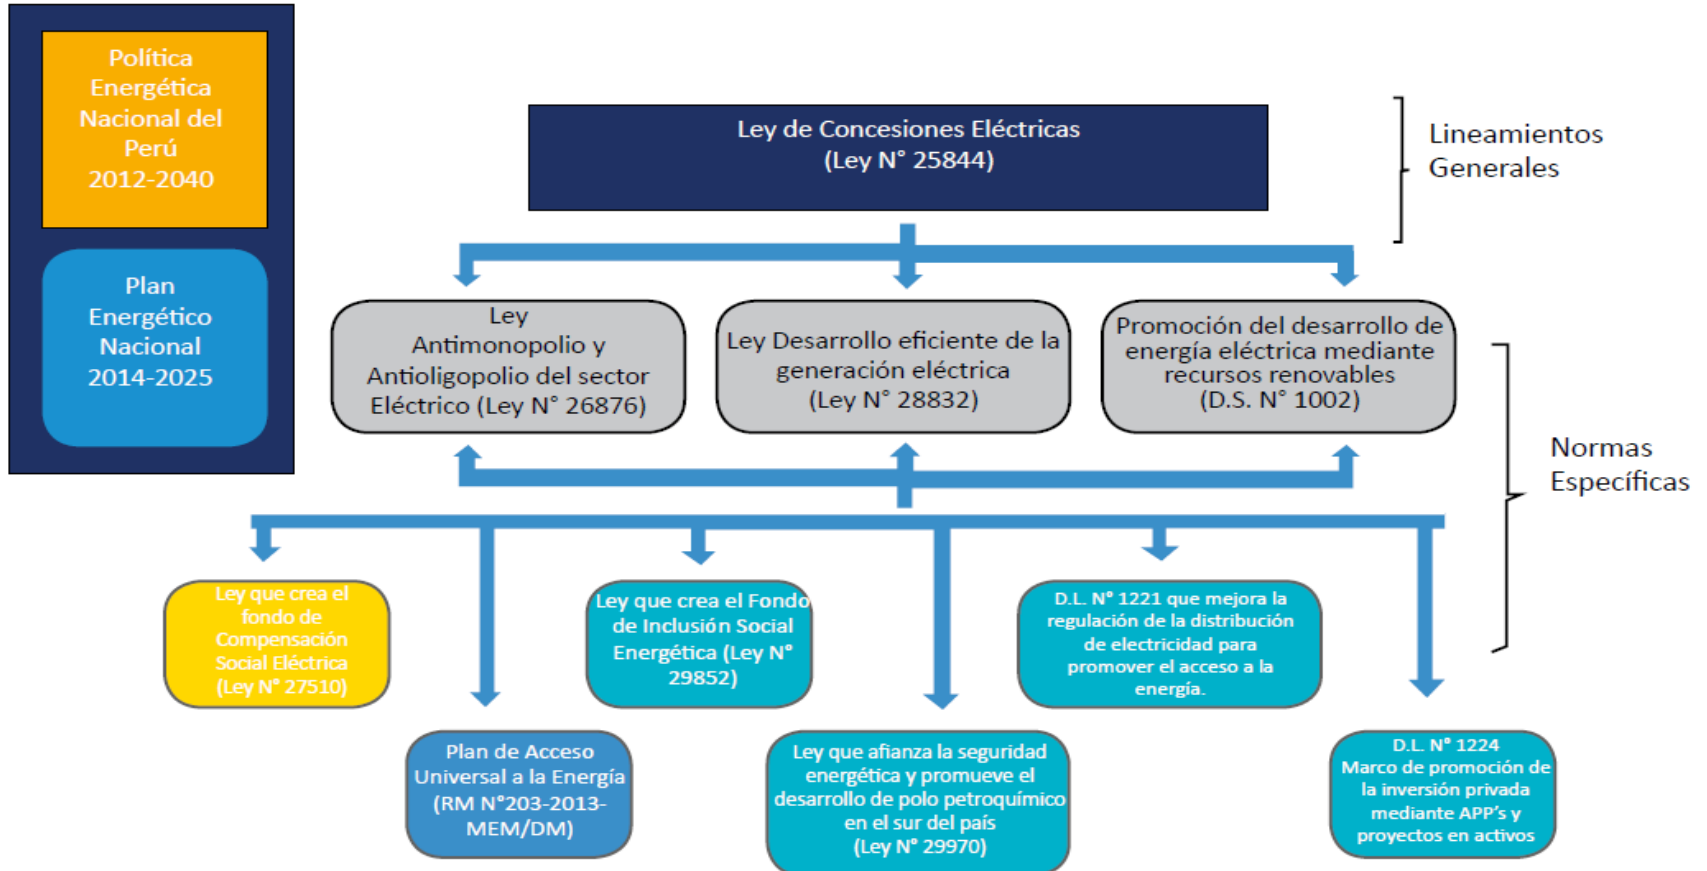 Política
Energética
Nacional del
Perú
2012-2040
Plan
Energético
Nacional
2014-2025
Ley de Concesiones Eléctricas
(Ley N° 25844)
Lineamientos
Generales
Ley
Antimonopolio y
Antioligopolio del sector
Eléctrico (Ley N° 26876)
Ley Desarrollo eficiente de la
generación eléctrica
(Ley N° 28832)
Promoción del desarrollo de
energía eléctrica mediante
recursos renovables
(D.S. N° 1002)
Normas
Específicas
Ley que crea el
fondo de
Compensación
Social Eléctrica
(Ley N° 27510)
Ley que crea el Fondo
de Inclusión Social
Energética (Ley N°
29852)
D.L. N° 1221 que mejora la
regulación de la distribución
de electricidad para
promover el acceso a la
energía.
Plan de Acceso
Universal a la Energía
(RM N°203-2013-
MEM/DM)
Ley que afianza la seguridad
energética y promueve el
desarrollo de polo petroquímico
en el sur del país
(Ley N° 29970)
D.L. N° 1224
Marco de promoción de
la inversión privada
mediante APP's y
proyectos en activos